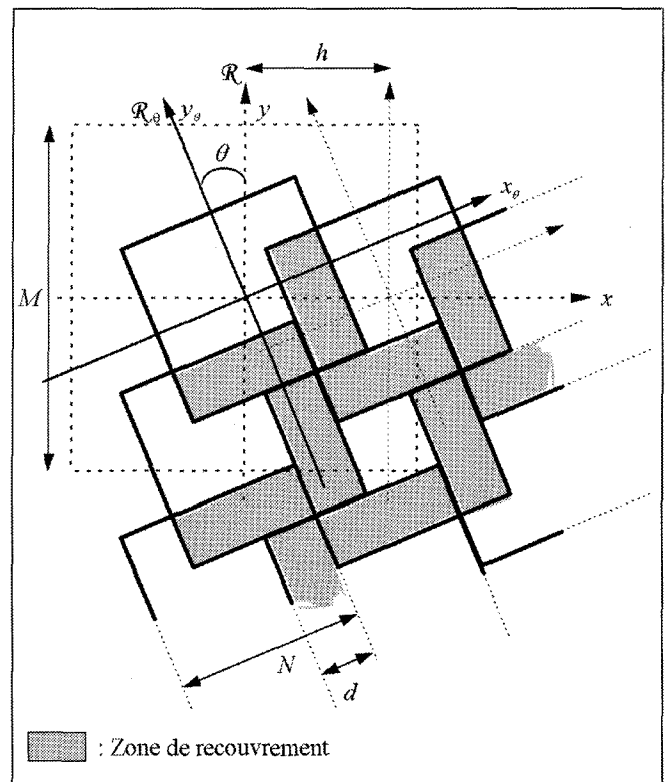 h
ℛ
ℛθ yθ y
θ
xθ
M
x
N
d
: Zone de recouvrement